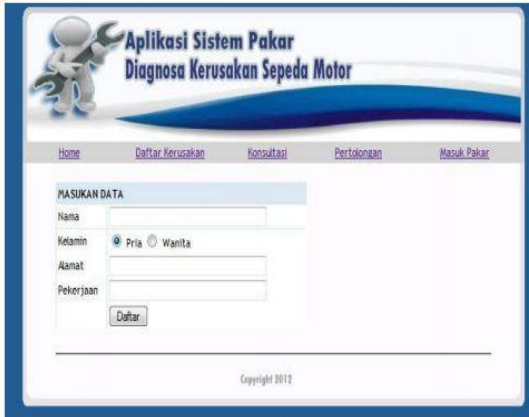 Aplikasi Sistem Pakar
Diagnosa Kerusakan Sepeda Motor
Home Daftar Kerusakan Konsultasi Pertolongan Masuk Pakar
MASUKAN DATA
Nama
Kelamin Pria Wanita
Alamat
Pekerjaan
Daftar
Copyright 2012